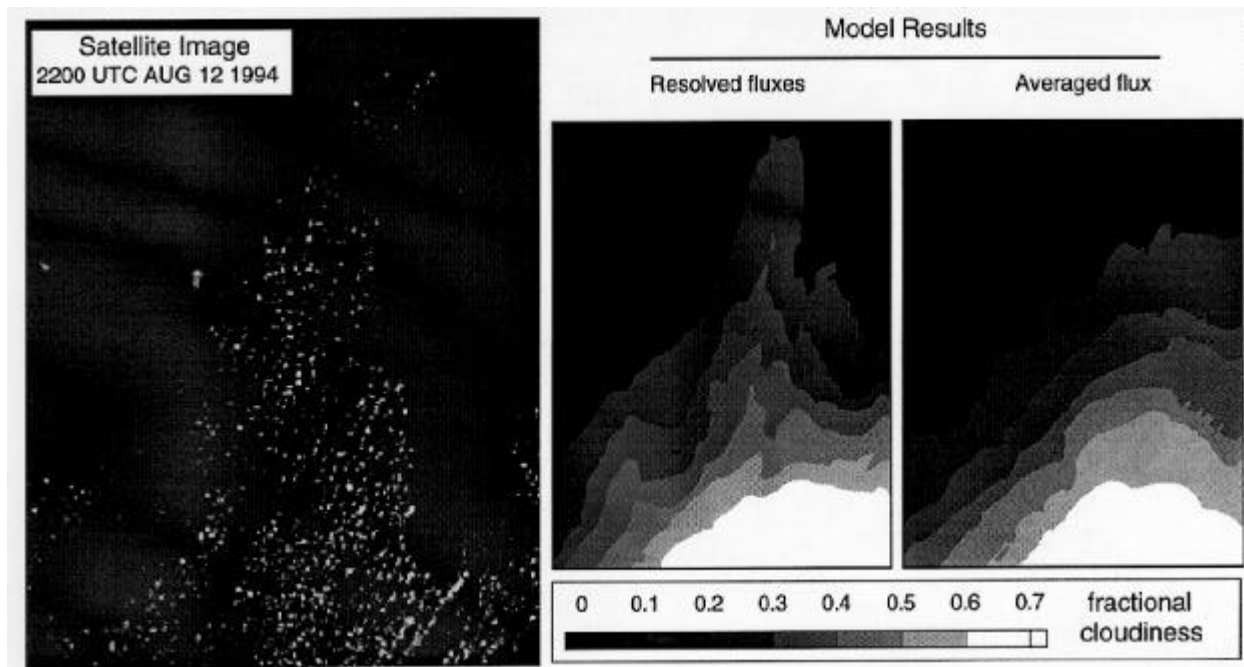 Satellite Image
2200 UTC AUG 12 1994
Model Results
Resolved fluxes
Averaged flux
0 0.1 0.2 0.3 0.4 0.5 0.6 0.7
fractional
cloudiness